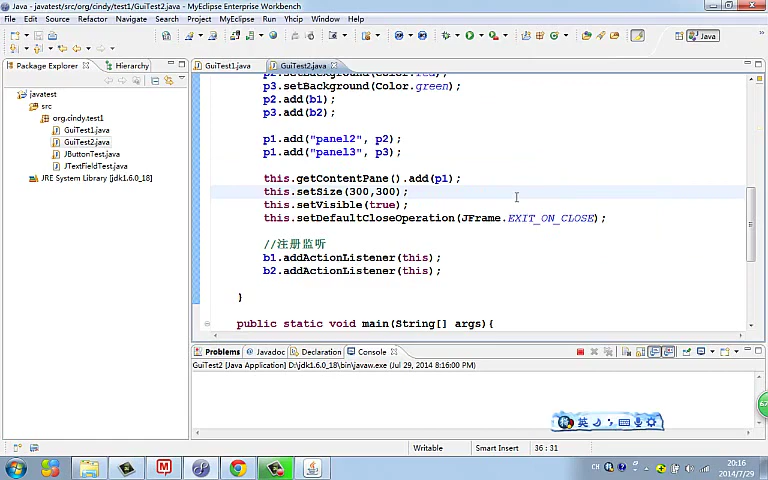 Java - javatest/src/org/cindy/test1/GuiTest2.java - MyEclipse Enterprise Workbench
File Edit Source Refactor Navigate Search Project MyEclipse Run Yocip Window Help
Java
Package Explorer Hierarchy
GuiTest1.java GuiTest2.java
javatest
src
org.cindy.test1
GuiTest1.java
GuiTest2.java
JButtonTest.java
JTextFieldTest.java
JRE System Library [jdk1.6.0_18]
p2.setBackground(Color.red);
p3.setBackground(Color.green);
p2.add(b1);
p3.add(b2);
p1.add("panel2", p2);
p1.add("panel3", p3);
this.getContentPane().add(p1);
this.setSize(300,300);
this.setVisible(true);
this.setDefaultCloseOperation(JFrame.EXIT_ON_CLOSE);
//注册监听
b1.addActionListener(this);
b2.addActionListener(this);
}
public static void main(String[] args){
Problems Javadoc Declaration Console
GuiTest2 [Java Application] D:\jdk1.6.0_18\bin\javaw.exe (Jul 29, 2014 8:16:00 PM)
英
Writable Smart Insert 36 : 31
CH
20:16
2014/7/29